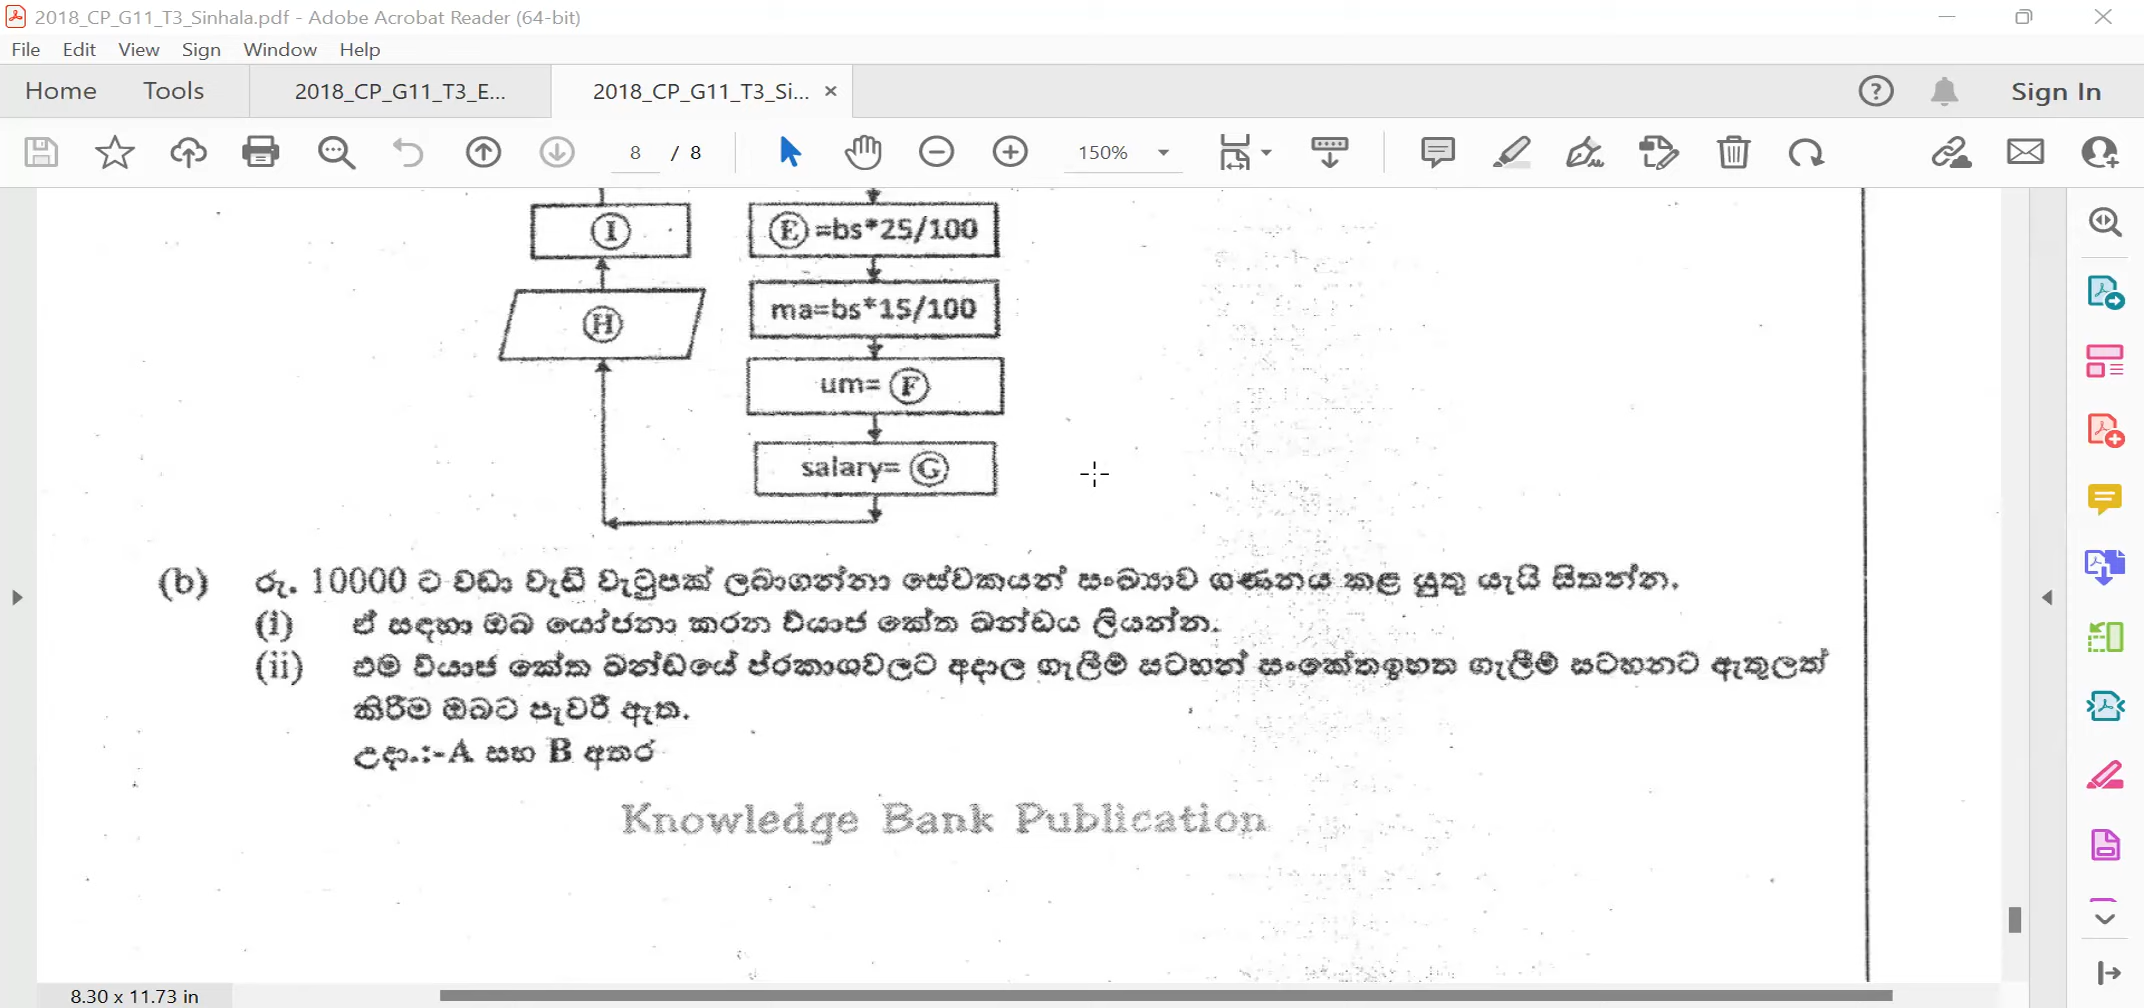 2018_CP_G11_T3_Sinhala.pdf - Adobe Acrobat Reader (64-bit)
File Edit View Sign Window Help
Home Tools 2018_CP_G11_T3_E... 2018_CP_G11_T3_Si... × Sign In
8 / 8 150%
I
E =bs*25/100
H
ma=bs*15/100
um= F
salary= G
(b) රු. 10000 ට වඩා වැඩි වැටුපක් ලබාගන්නා සේවකයන් සංඛ්‍යාව ගණනය කළ යුතු යැයි සිතන්න.
(i) ඒ සඳහා ඔබ යෝජනා කරන ව්‍යාජ කේත ඛන්ඩය ලියන්න.
(ii) එම ව්‍යාජ කේත ඛන්ඩයේ ප්රකාශවලට අදාල ගැලීම් සටහන් සංකේතඉහත ගැලීම් සටහනට ඇතුලත්
කිරීම ඔබට පැවරී ඇත.
උදා.:-A සහ B අතර
Knowledge Bank Publication
8.30 x 11.73 in